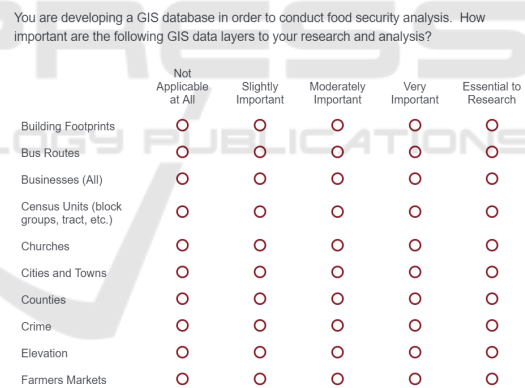 You are developing a GIS database in order to conduct food security analysis. How
important are the following GIS data layers to your research and analysis?
Not
Applicable
at All
Slightly
Important
Moderately
Important
Very
Important
Essential to
Research
Building Footprints
Bus Routes
Businesses (All)
Census Units (block
groups, tract, etc.)
Churches
Cities and Towns
Counties
Crime
Elevation
Farmers Markets
PRESS
LOGY PUBLICATIONS